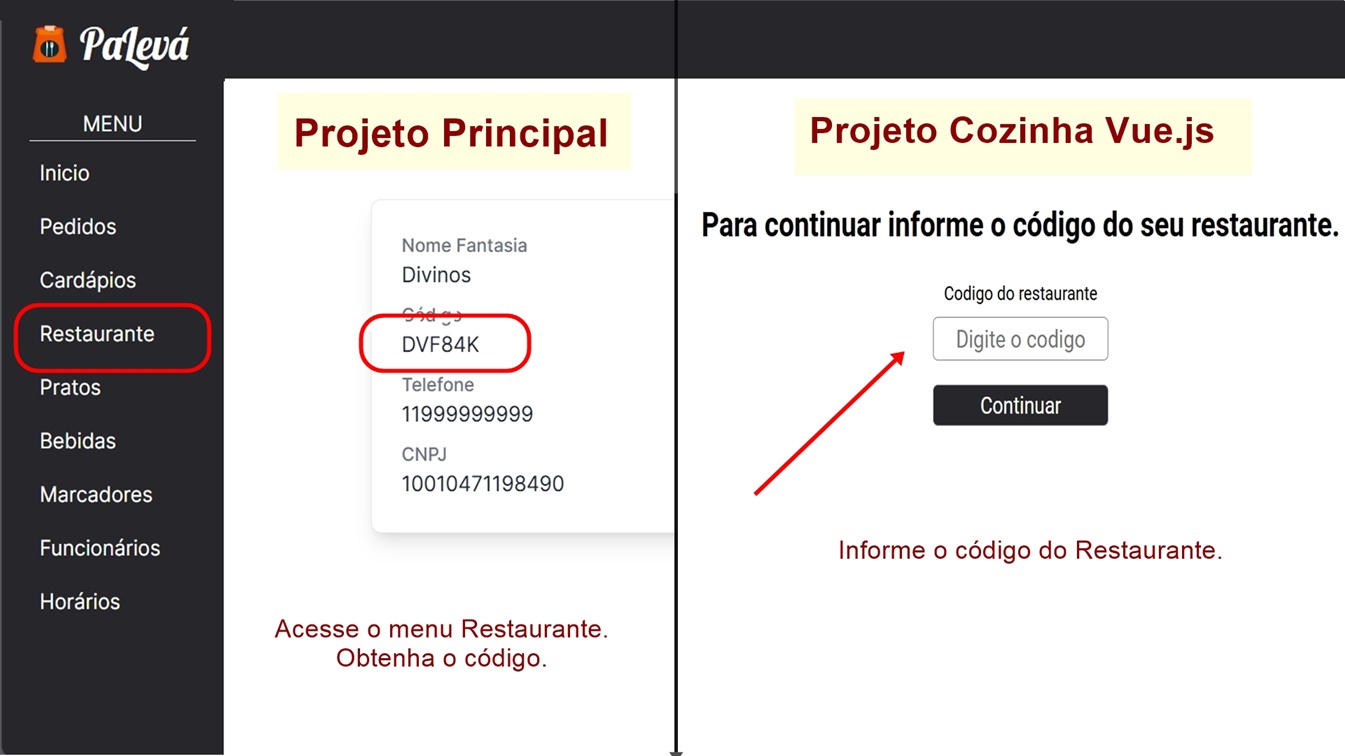 PaLevá
MENU
Inicio
Pedidos
Cardápios
Restaurante
Pratos
Bebidas
Marcadores
Funcionários
Horários
Projeto Principal
Nome Fantasia
Divinos
Código
DVF84K
Telefone
11999999999
CNPJ
10010471198490
Acesse o menu Restaurante.
Obtenha o código.
Projeto Cozinha Vue.js
Para continuar informe o código do seu restaurante.
Codigo do restaurante
Digite o codigo
Continuar
Informe o código do Restaurante.